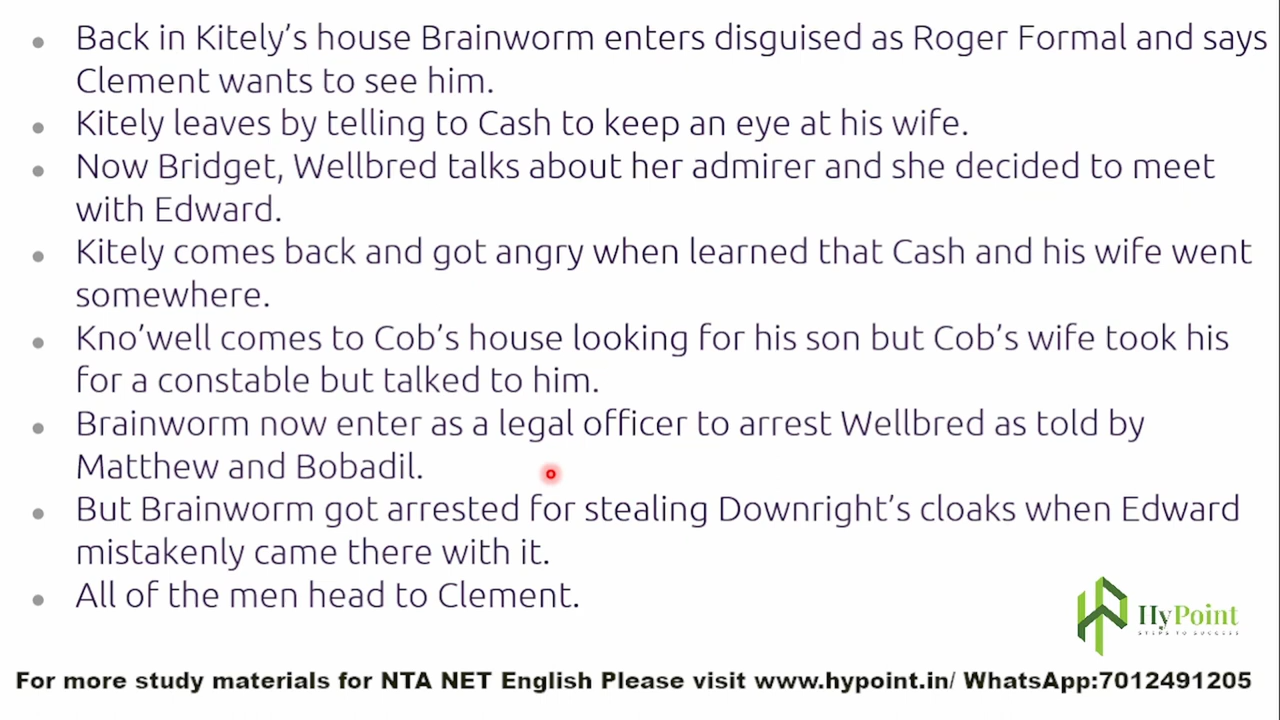 Back in Kitely's house Brainworm enters disguised as Roger Formal and says
Clement wants to see him.
Kitely leaves by telling to Cash to keep an eye at his wife.
Now Bridget, Wellbred talks about her admirer and she decided to meet
with Edward.
Kitely comes back and got angry when learned that Cash and his wife went
somewhere.
Kno'well comes to Cob's house looking for his son but Cob's wife took his
for a constable but talked to him.
Brainworm now enter as a legal officer to arrest Wellbred as told by
Matthew and Bobadil.
But Brainworm got arrested for stealing Downright's cloaks when Edward
mistakenly came there with it.
All of the men head to Clement.
HyPoint
STEPS TO SUCCESS
For more study materials for NTA NET English Please visit www.hypoint.in/ WhatsApp:7012491205